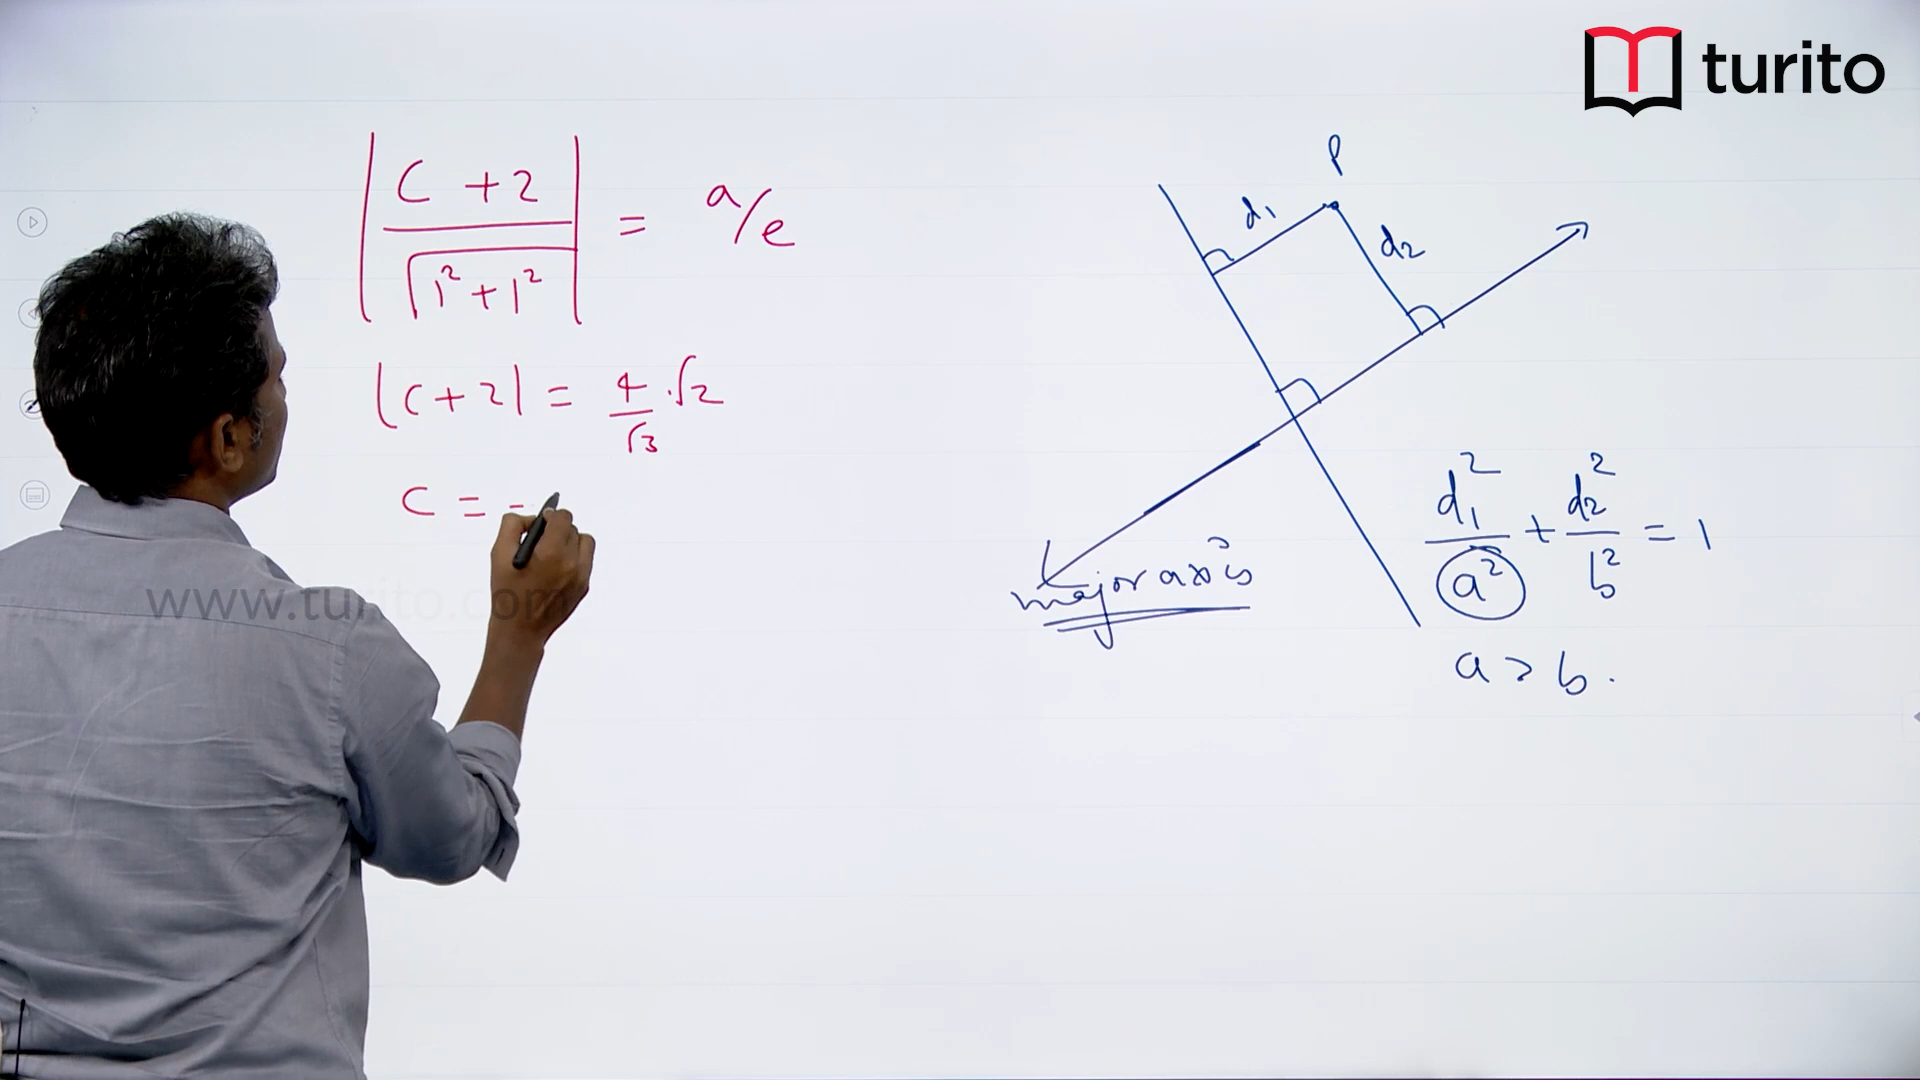 turito
| C + 2 / √1² + 1² | = a/e
|C + 2| = 4/√3 . √2
C = -
www.turito.com
P
d₁
d₂
major axis
d₁²/a² + d₂²/b² = 1
a > b .